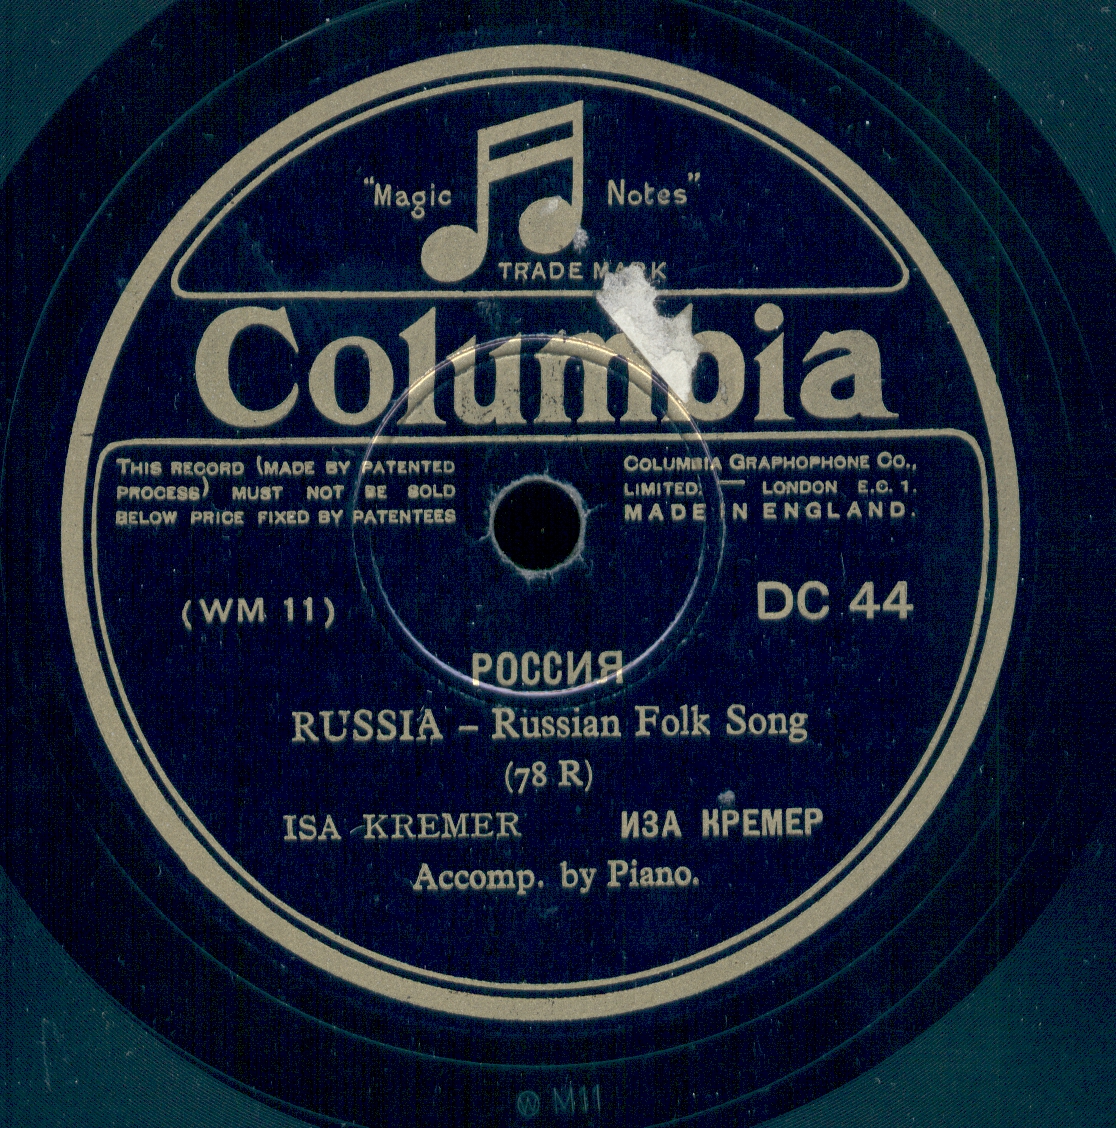 "Magic Notes"
TRADE MARK
Columbia
THIS RECORD (MADE BY PATENTED
PROCESS) MUST NOT BE SOLD
BELOW PRICE FIXED BY PATENTEES
COLUMBIA GRAPHOPHONE CO.,
LIMITED. LONDON E.C. 1.
MADE IN ENGLAND.
(WM 11)
DC 44
РОССИЯ
RUSSIA – Russian Folk Song
(78 R)
ISA KREMER ИЗА КРЕМЕР
Accomp. by Piano.
W M11